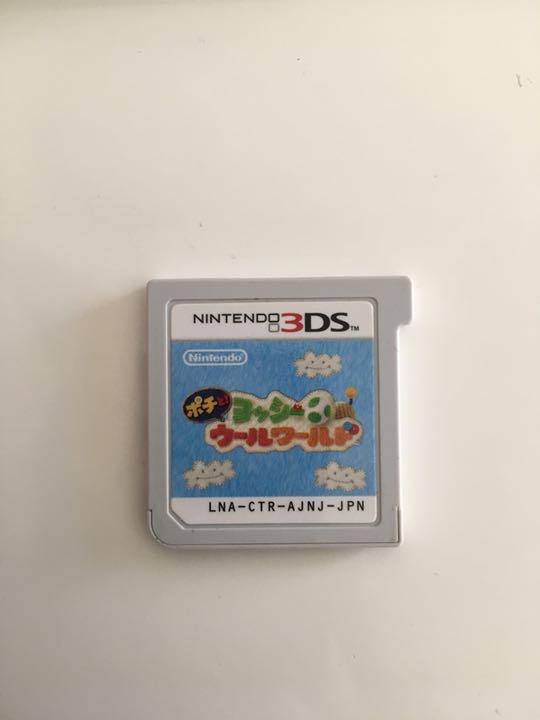 NINTENDO 3DS™
Nintendo
ポチと!
ヨッシー
ウールワールド
LNA-CTR-AJNJ-JPN